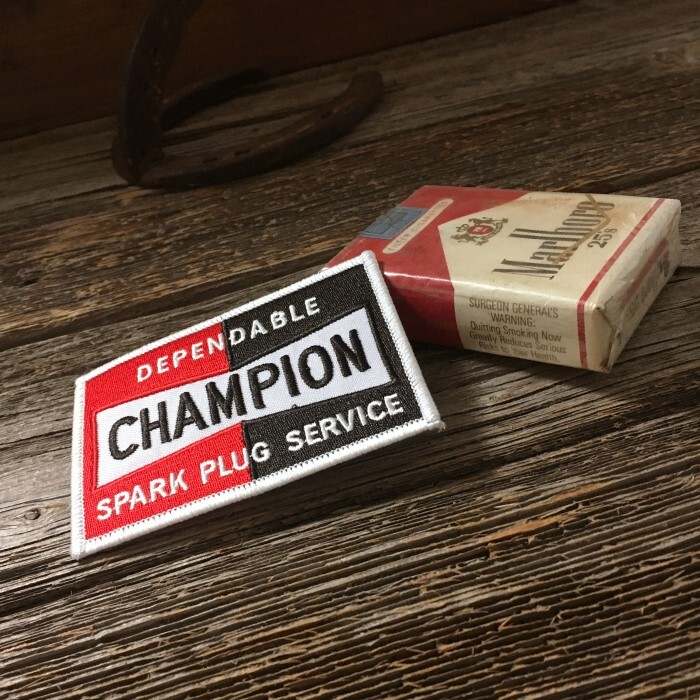 DEPENDABLE
CHAMPION
SPARK PLUG SERVICE
Marlboro
25s
SURGEON GENERAL'S
WARNING:
Quitting Smoking Now
Greatly Reduces Serious
Risks to Your Health.